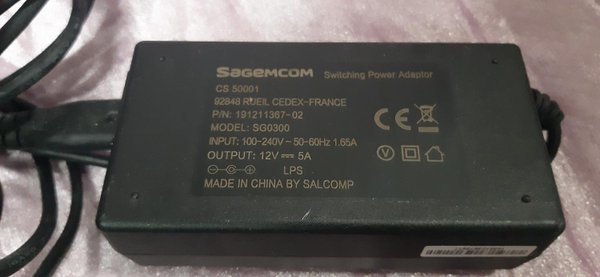 SAGEMCOM Switching Power Adaptor
CS 50001
92848 RUEIL CEDEX-FRANCE
P/N: 191211367-02
MODEL: SG0300
INPUT: 100-240V ~ 50-60Hz 1.65A
OUTPUT: 12V ⎓ 5A
LPS
MADE IN CHINA BY SALCOMP
CE
V